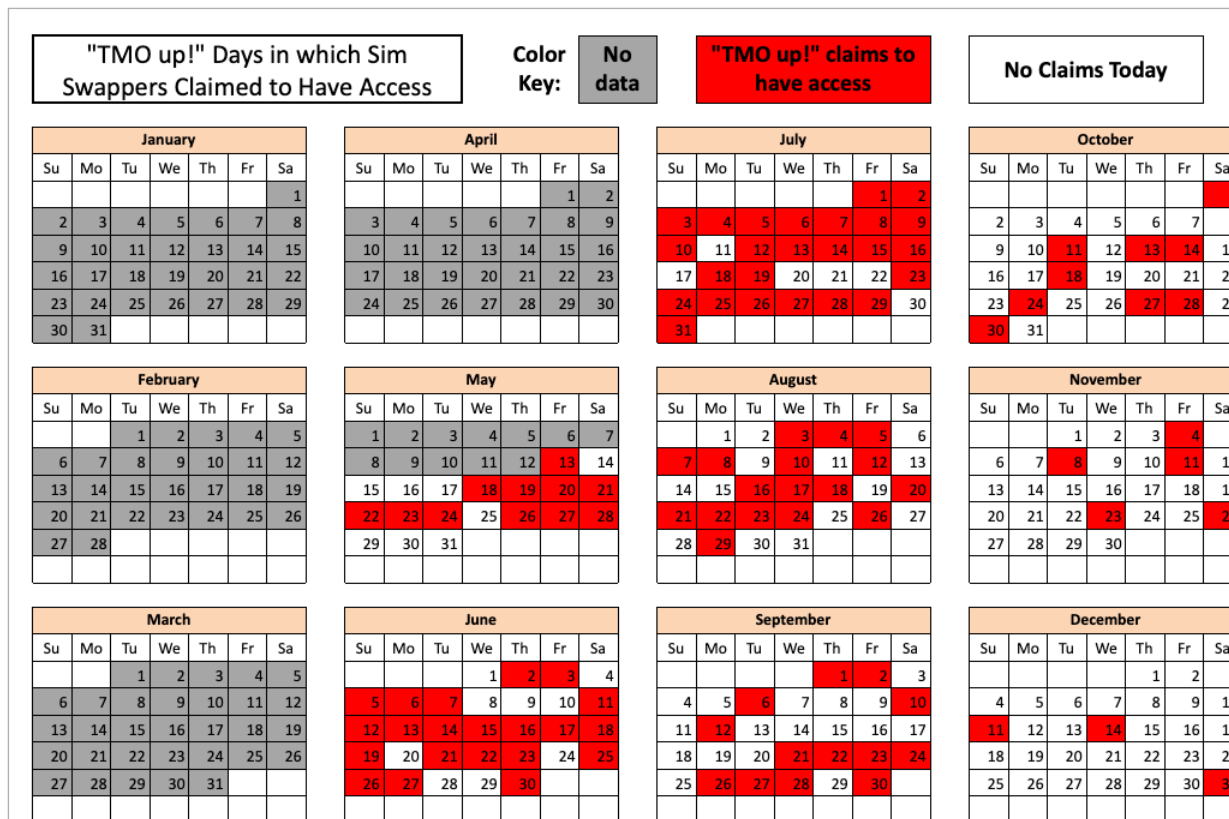 "TMO up!" Days in which Sim
Swappers Claimed to Have Access
Color
Key:
No
data
"TMO up!" claims to
have access
No Claims Today
January
Su Mo Tu We Th Fr Sa
1
2 3 4 5 6 7 8
9 10 11 12 13 14 15
16 17 18 19 20 21 22
23 24 25 26 27 28 29
30 31
February
Su Mo Tu We Th Fr Sa
1 2 3 4 5
6 7 8 9 10 11 12
13 14 15 16 17 18 19
20 21 22 23 24 25 26
27 28
March
Su Mo Tu We Th Fr Sa
1 2 3 4 5
6 7 8 9 10 11 12
13 14 15 16 17 18 19
20 21 22 23 24 25 26
27 28 29 30 31
April
Su Mo Tu We Th Fr Sa
1 2
3 4 5 6 7 8 9
10 11 12 13 14 15 16
17 18 19 20 21 22 23
24 25 26 27 28 29 30
May
Su Mo Tu We Th Fr Sa
1 2 3 4 5 6 7
8 9 10 11 12 13 14
15 16 17 18 19 20 21
22 23 24 25 26 27 28
29 30 31
June
Su Mo Tu We Th Fr Sa
1 2 3 4
5 6 7 8 9 10 11
12 13 14 15 16 17 18
19 20 21 22 23 24 25
26 27 28 29 30
July
Su Mo Tu We Th Fr Sa
1 2
3 4 5 6 7 8 9
10 11 12 13 14 15 16
17 18 19 20 21 22 23
24 25 26 27 28 29 30
31
August
Su Mo Tu We Th Fr Sa
1 2 3 4 5 6
7 8 9 10 11 12 13
14 15 16 17 18 19 20
21 22 23 24 25 26 27
28 29 30 31
September
Su Mo Tu We Th Fr Sa
1 2 3
4 5 6 7 8 9 10
11 12 13 14 15 16 17
18 19 20 21 22 23 24
25 26 27 28 29 30
October
Su Mo Tu We Th Fr Sa
2 3 4 5 6 7
9 10 11 12 13 14
16 17 18 19 20 21
23 24 25 26 27 28
30 31
November
Su Mo Tu We Th Fr Sa
1 2 3 4
6 7 8 9 10 11
13 14 15 16 17 18
20 21 22 23 24 25
27 28 29 30
December
Su Mo Tu We Th Fr Sa
1 2
4 5 6 7 8 9
11 12 13 14 15 16
18 19 20 21 22 23
25 26 27 28 29 30